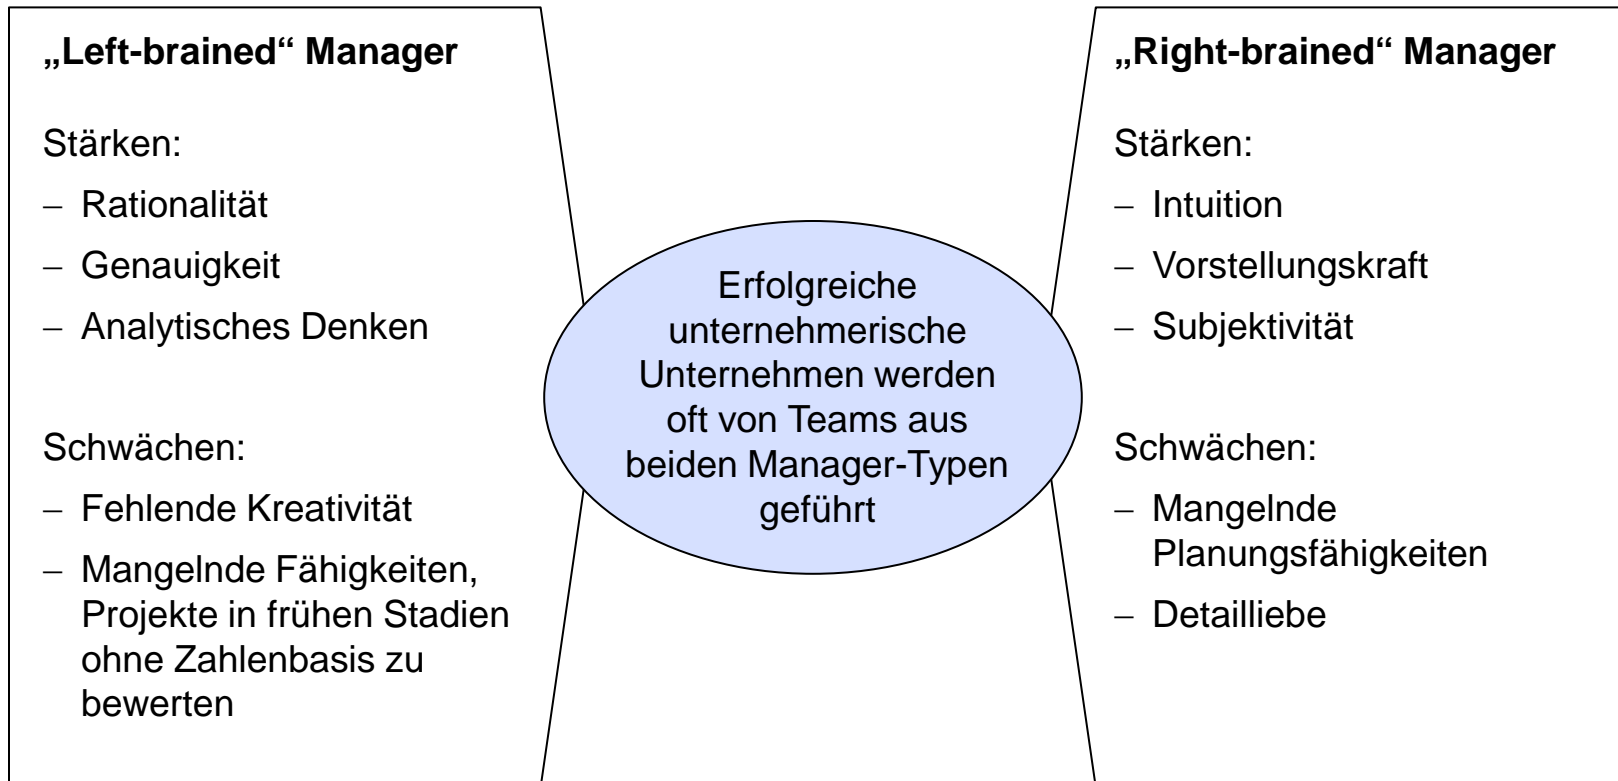 „Left-brained“ Manager
Stärken:
– Rationalität
– Genauigkeit
– Analytisches Denken
Schwächen:
– Fehlende Kreativität
– Mangelnde Fähigkeiten,
Projekte in frühen Stadien
ohne Zahlenbasis zu
bewerten
Erfolgreiche
unternehmerische
Unternehmen werden
oft von Teams aus
beiden Manager-Typen
geführt
„Right-brained“ Manager
Stärken:
– Intuition
– Vorstellungskraft
– Subjektivität
Schwächen:
– Mangelnde
Planungsfähigkeiten
– Detailliebe